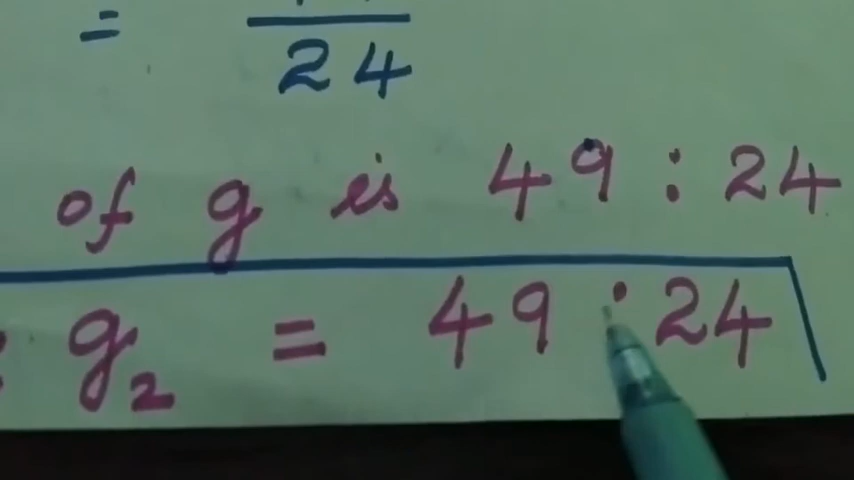 = 24
of g is 49 : 24
: g₂ = 49 : 24